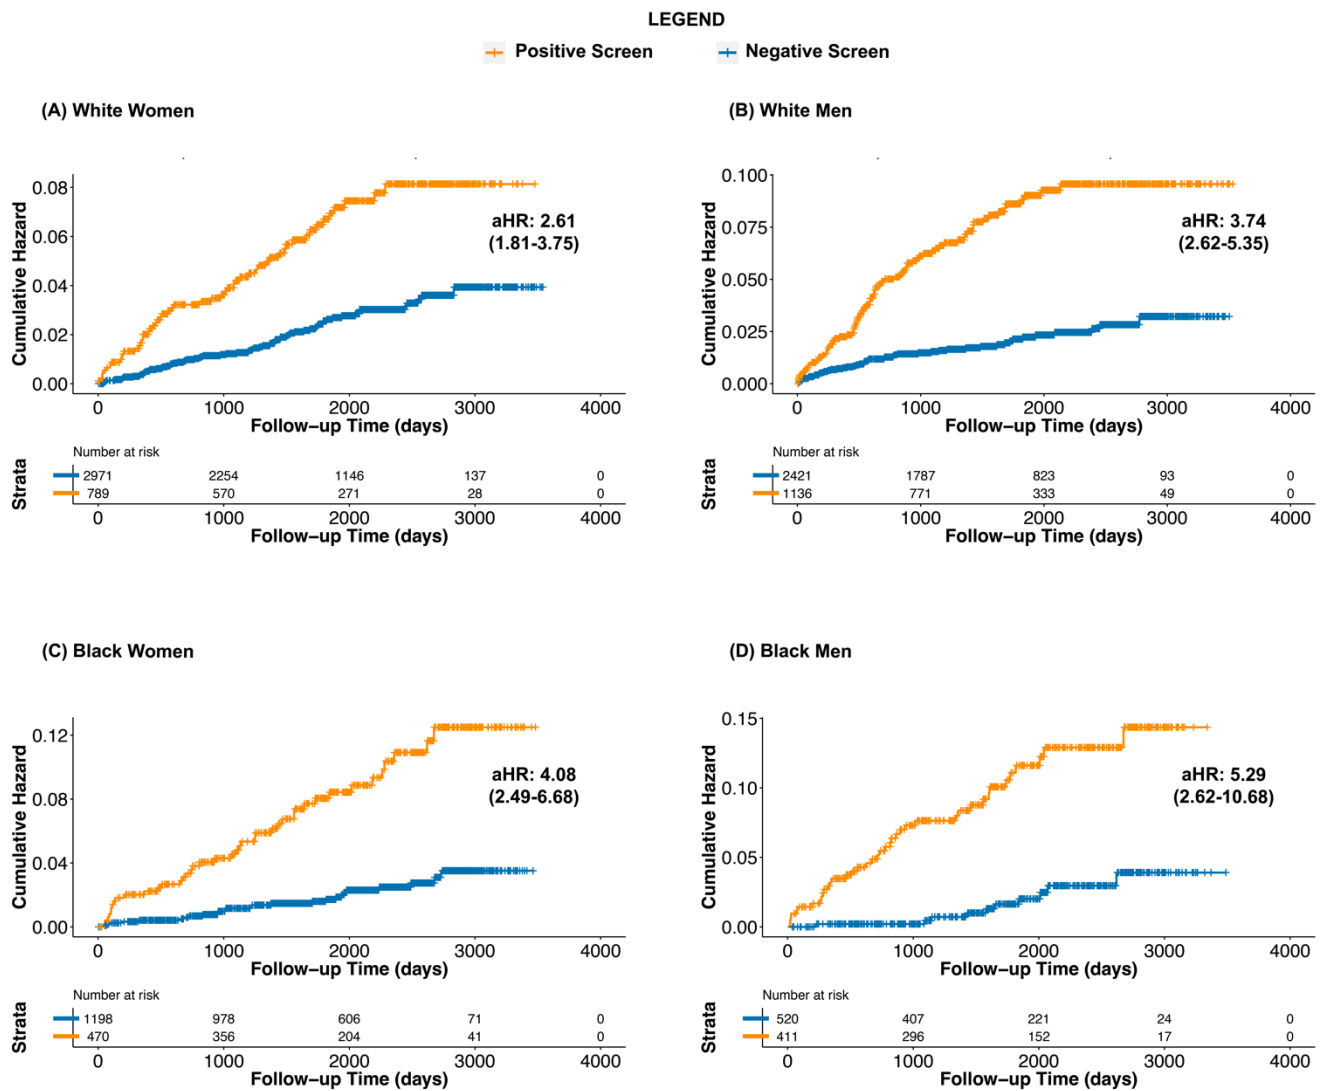 LEGEND
Positive Screen Negative Screen
(A) White Women
Cumulative Hazard
0.08
0.06
0.04
0.02
0.00
aHR: 2.61
(1.81-3.75)
0 1000 2000 3000 4000
Follow-up Time (days)
Strata
Number at risk
2971 2254 1146 137 0
789 570 271 28 0
0 1000 2000 3000 4000
Follow-up Time (days)
(B) White Men
Cumulative Hazard
0.100
0.075
0.050
0.025
0.000
aHR: 3.74
(2.62-5.35)
0 1000 2000 3000 4000
Follow-up Time (days)
Strata
Number at risk
2421 1787 823 93 0
1136 771 333 49 0
0 1000 2000 3000 4000
Follow-up Time (days)
(C) Black Women
Cumulative Hazard
0.12
0.08
0.04
0.00
aHR: 4.08
(2.49-6.68)
0 1000 2000 3000 4000
Follow-up Time (days)
Strata
Number at risk
1198 978 606 71 0
470 356 204 41 0
0 1000 2000 3000 4000
Follow-up Time (days)
(D) Black Men
Cumulative Hazard
0.15
0.10
0.05
0.00
aHR: 5.29
(2.62-10.68)
0 1000 2000 3000 4000
Follow-up Time (days)
Strata
Number at risk
520 407 221 24 0
411 296 152 17 0
0 1000 2000 3000 4000
Follow-up Time (days)